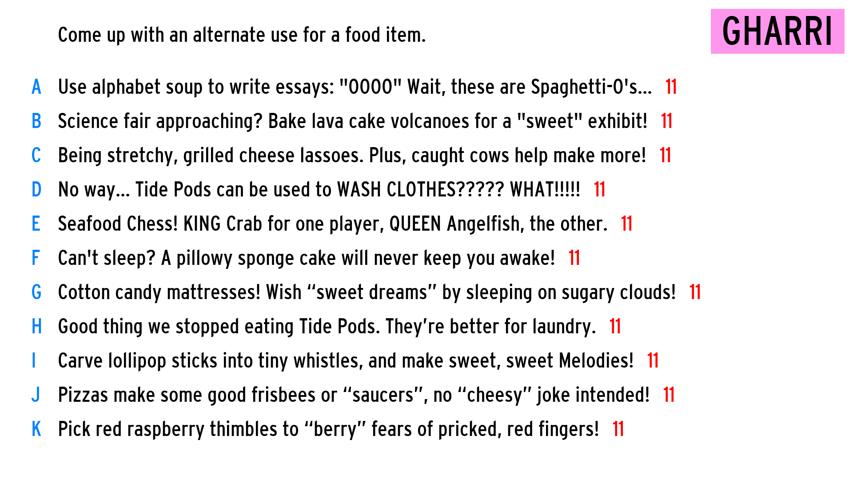 Come up with an alternate use for a food item.
GHARRI
A Use alphabet soup to write essays: "OOOO" Wait, these are Spaghetti-O's... 11
B Science fair approaching? Bake lava cake volcanoes for a "sweet" exhibit! 11
C Being stretchy, grilled cheese lassoes. Plus, caught cows help make more! 11
D No way... Tide Pods can be used to WASH CLOTHES????? WHAT!!!!! 11
E Seafood Chess! KING Crab for one player, QUEEN Angelfish, the other. 11
F Can't sleep? A pillowy sponge cake will never keep you awake! 11
G Cotton candy mattresses! Wish “sweet dreams” by sleeping on sugary clouds! 11
H Good thing we stopped eating Tide Pods. They’re better for laundry. 11
I Carve lollipop sticks into tiny whistles, and make sweet, sweet Melodies! 11
J Pizzas make some good frisbees or “saucers”, no “cheesy” joke intended! 11
K Pick red raspberry thimbles to “berry” fears of pricked, red fingers! 11